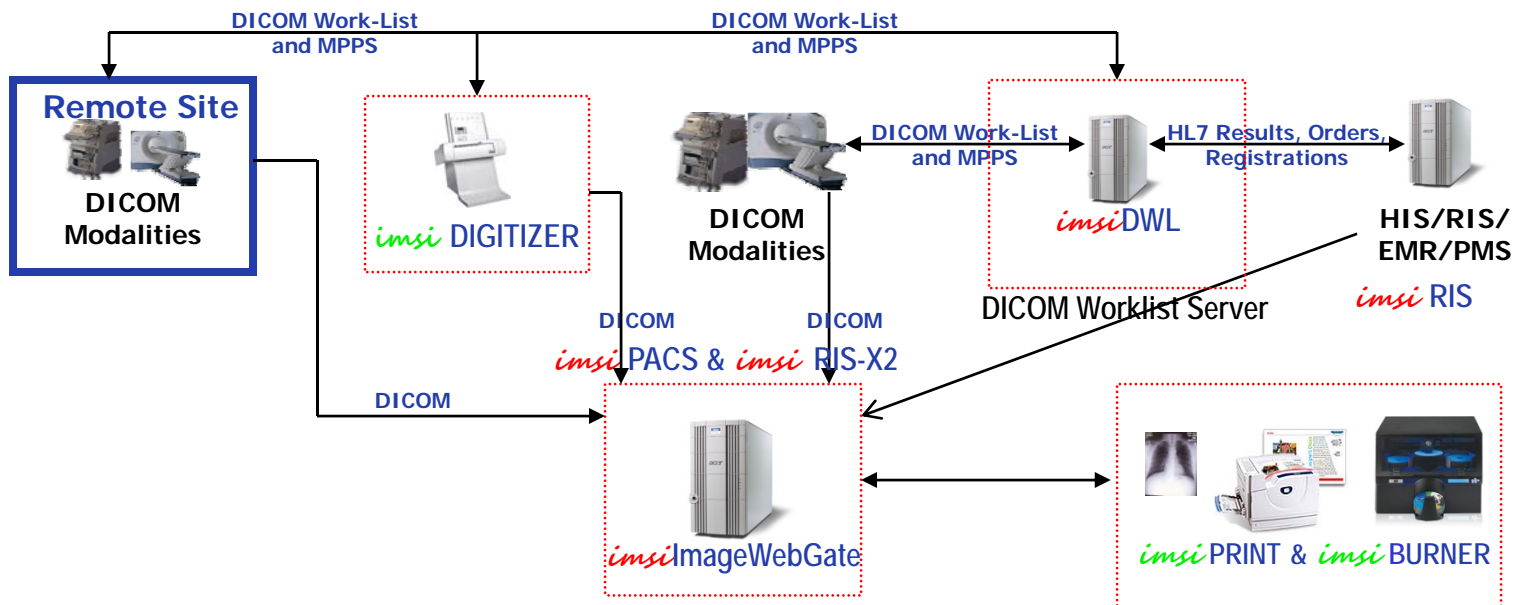 DICOM Work-List
and MPPS
DICOM Work-List
and MPPS
Remote Site
DICOM
Modalities
imsi DIGITIZER
DICOM
Modalities
DICOM Work-List
and MPPS
imsiDWL
DICOM Worklist Server
HL7 Results, Orders,
Registrations
HIS/RIS/
EMR/PMS
imsi RIS
DICOM
DICOM
imsi PACS & imsi RIS-X2
DICOM
acer
imsiImageWebGate
imsi PRINT & imsi BURNER